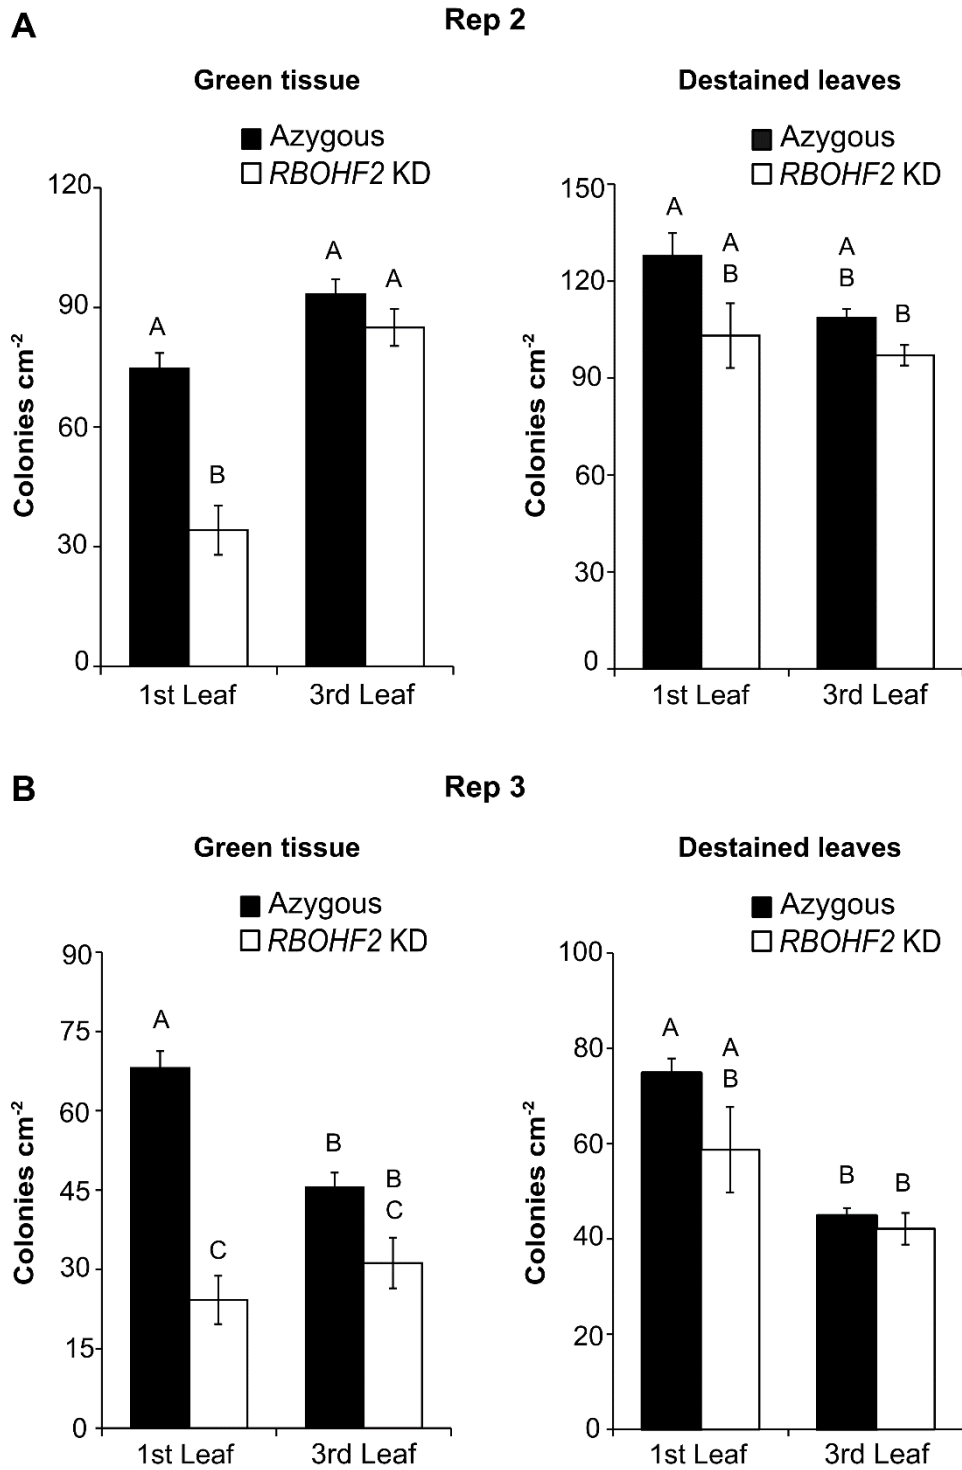 A
Rep 2
Green tissue
Azygous
RBOHF2 KD
120
90
60
30
0
Colonies cm-2
A
B
A
A
1st Leaf
3rd Leaf
Destained leaves
Azygous
RBOHF2 KD
150
120
90
60
30
0
Colonies cm-2
A
A
B
A
B
B
1st Leaf
3rd Leaf
B
Rep 3
Green tissue
Azygous
RBOHF2 KD
90
75
60
45
30
15
0
Colonies cm-2
A
C
B
B
C
1st Leaf
3rd Leaf
Destained leaves
Azygous
RBOHF2 KD
100
80
60
40
20
0
Colonies cm-2
A
A
B
B
B
1st Leaf
3rd Leaf